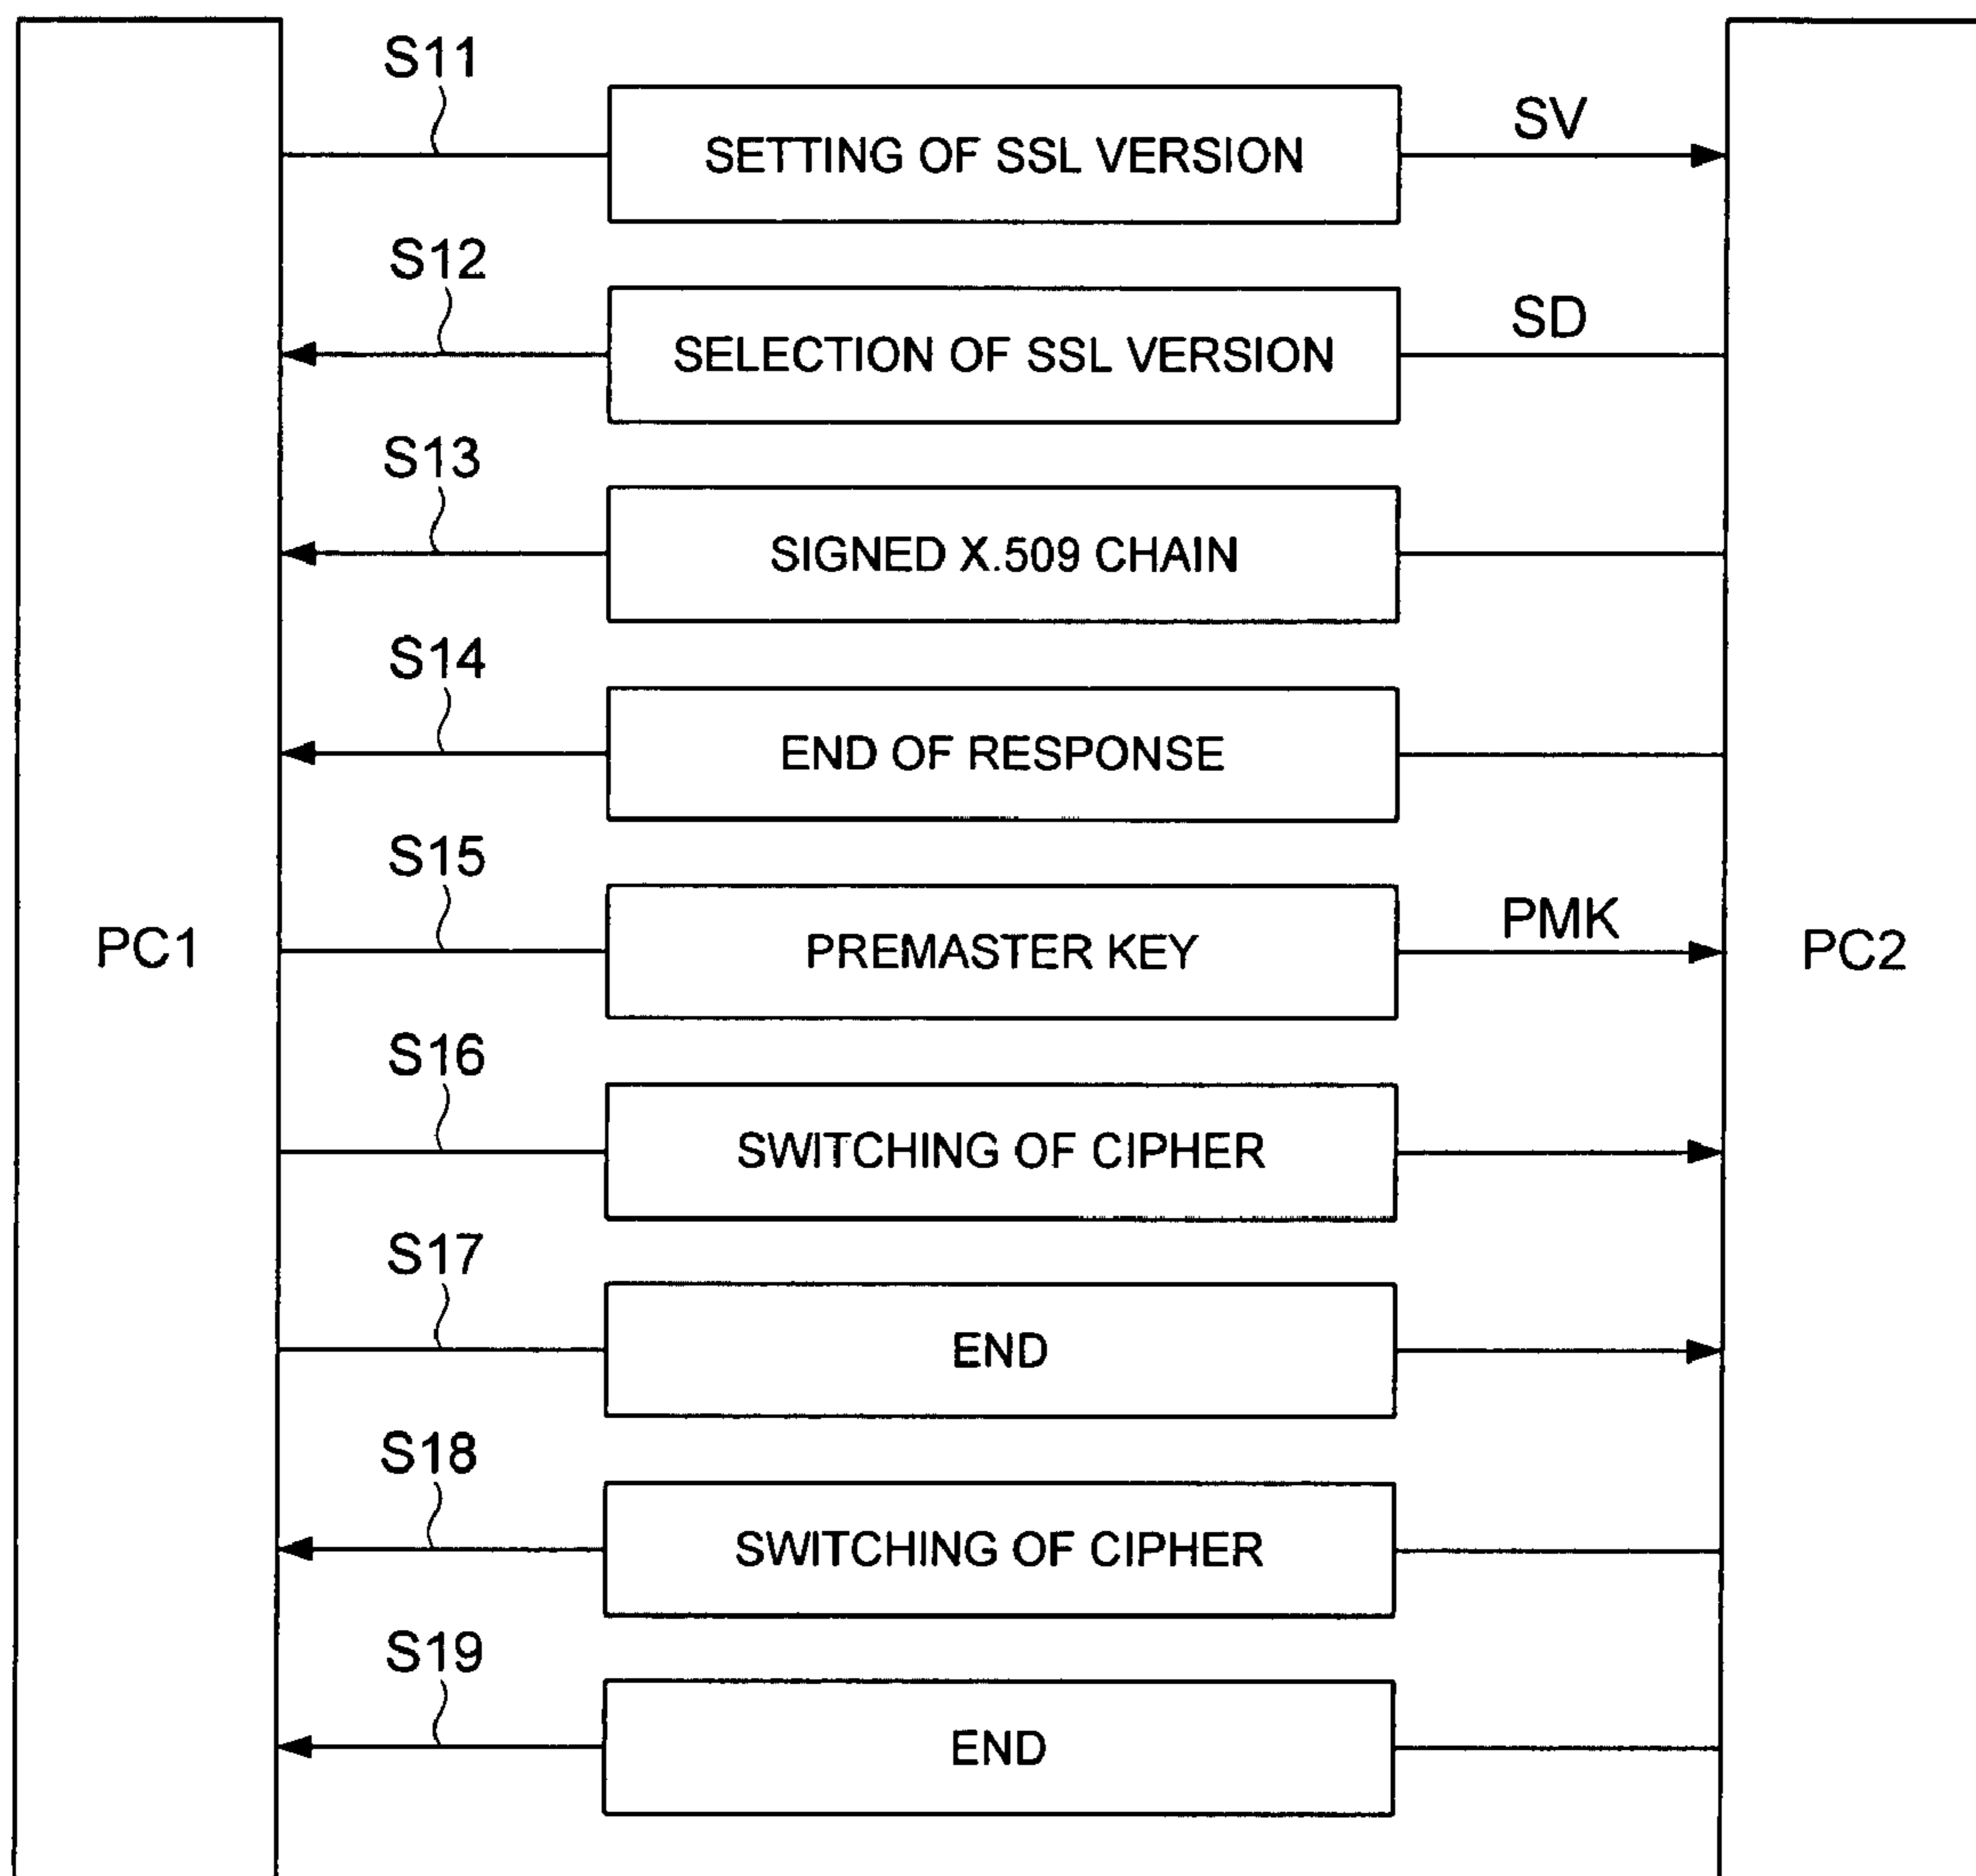 S11
SETTING OF SSL VERSION
SV
S12
SELECTION OF SSL VERSION
SD
S13
SIGNED X.509 CHAIN
S14
END OF RESPONSE
S15
PC1
PREMASTER KEY
PMK
PC2
S16
SWITCHING OF CIPHER
S17
END
S18
SWITCHING OF CIPHER
S19
END